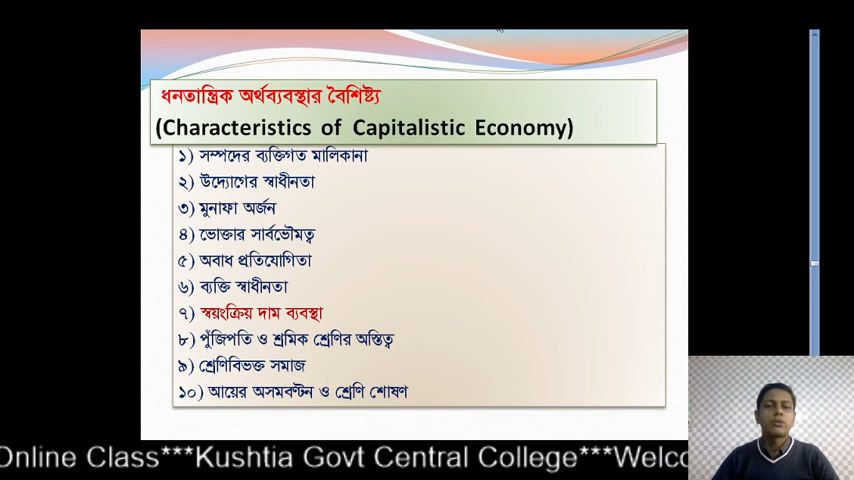 ধনতান্ত্রিক অর্থব্যবস্থার বৈশিষ্ট্য
(Characteristics of Capitalistic Economy)
১) সম্পদের ব্যক্তিগত মালিকানা
২) উদ্যোগের স্বাধীনতা
৩) মুনাফা অর্জন
৪) ভোক্তার সার্বভৌমত্ব
৫) অবাধ প্রতিযোগিতা
৬) ব্যক্তি স্বাধীনতা
৭) স্বয়ংক্রিয় দাম ব্যবস্থা
৮) পুঁজিপতি ও শ্রমিক শ্রেণির অস্তিত্ব
৯) শ্রেণিবিভক্ত সমাজ
১০) আয়ের অসমবণ্টন ও শ্রেণি শোষণ
Online Class***Kushtia Govt Central College***Welco